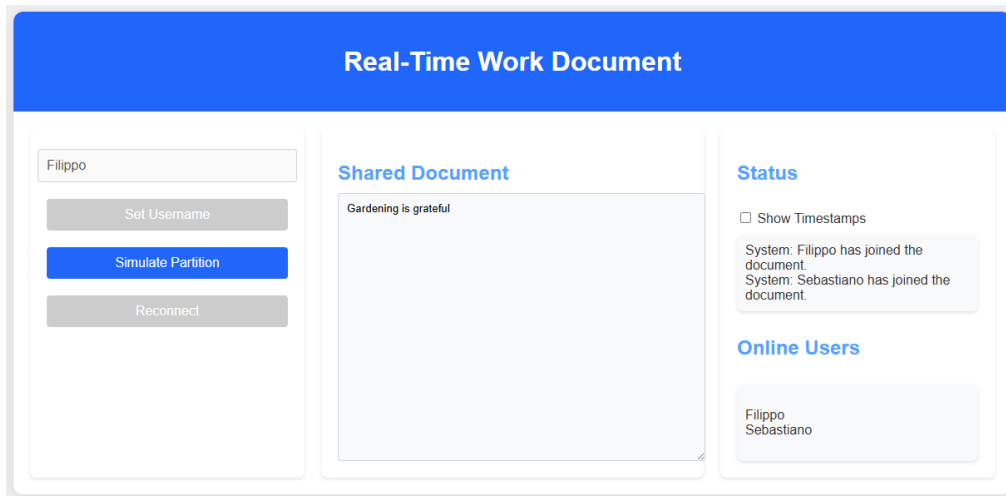 Real-Time Work Document
Filippo
Set Username
Simulate Partition
Reconnect
Shared Document
Gardening is grateful
Status
Show Timestamps
System: Filippo has joined the
document.
System: Sebastiano has joined the
document.
Online Users
Filippo
Sebastiano